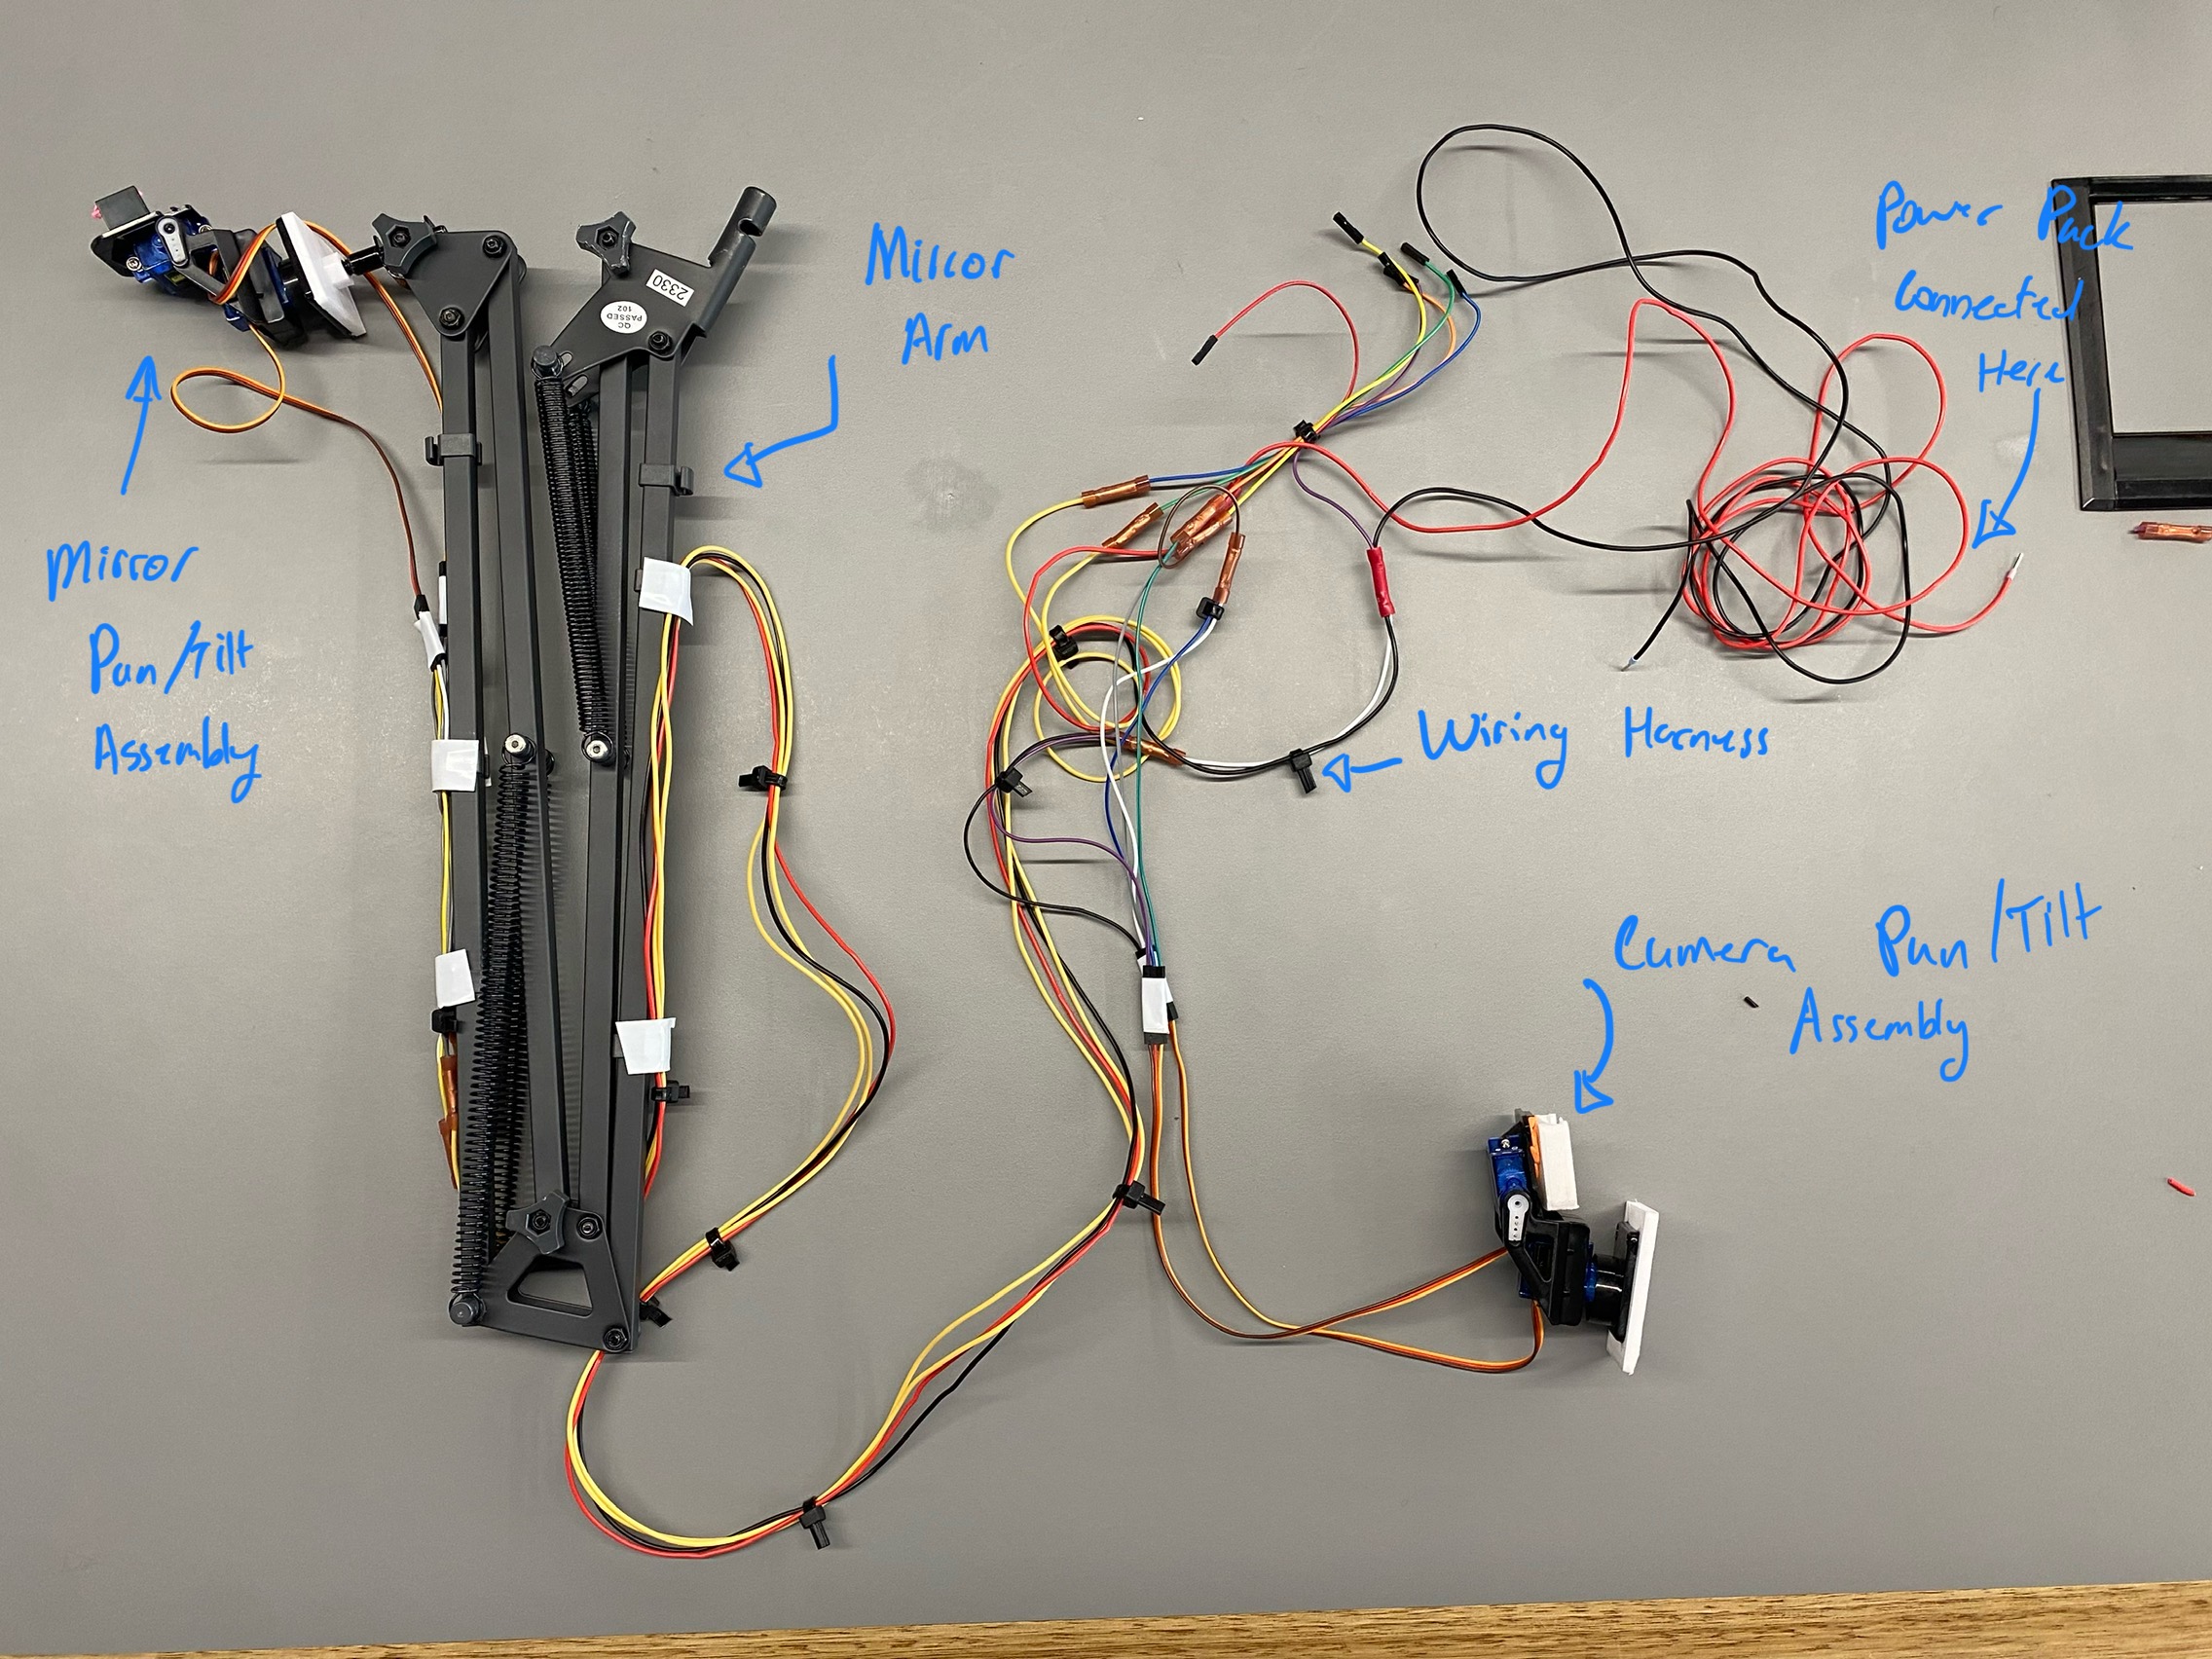 Mirror
Arm
2330
QC
PASSED
102
Power Pack
Connected
Here
Mirror
Pan/Tilt
Assembly
Wiring Harness
Camera Pan/Tilt
Assembly